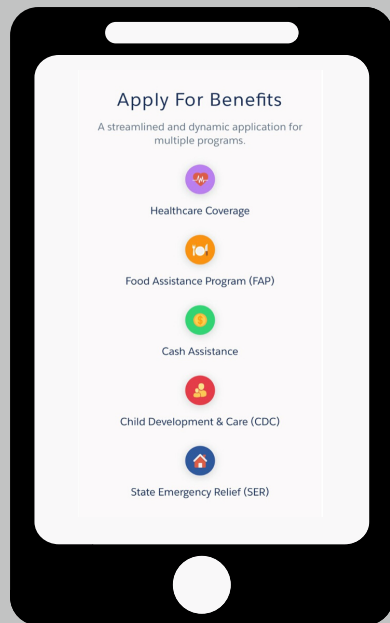 Apply For Benefits
A streamlined and dynamic application for
multiple programs.
Healthcare Coverage
Food Assistance Program (FAP)
Cash Assistance
Child Development & Care (CDC)
State Emergency Relief (SER)